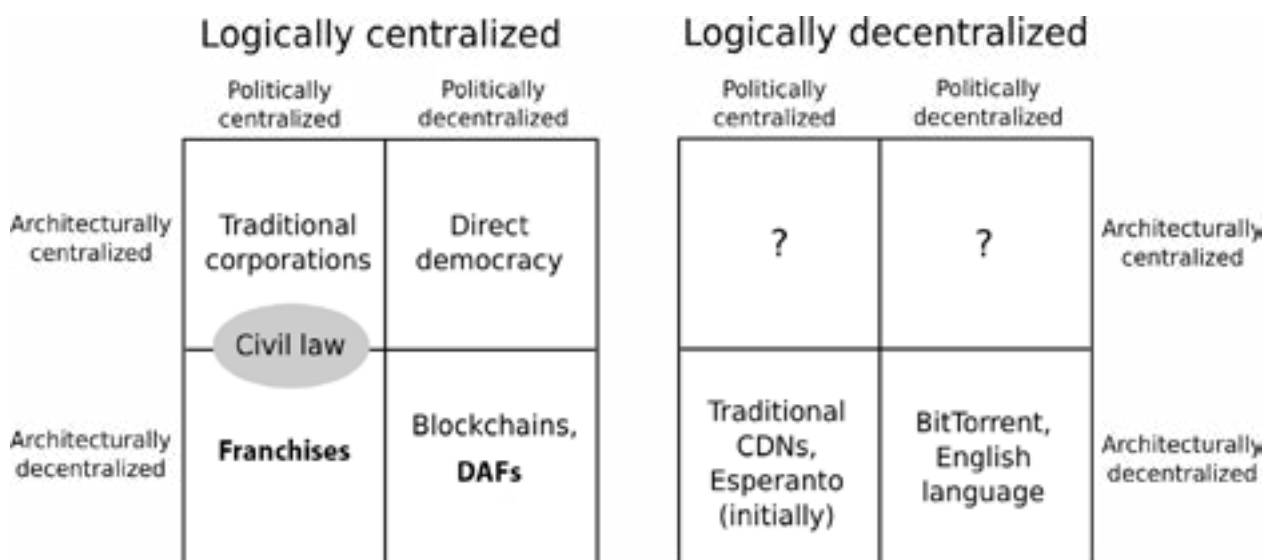 Logically centralized
Logically decentralized
Politically
centralized
Politically
decentralized
Politically
centralized
Politically
decentralized
Architecturally
centralized
Traditional
corporations
Direct
democracy
?
?
Architecturally
centralized
Civil law
Architecturally
decentralized
Franchises
Blockchains,
DAFs
Traditional
CDNs,
Esperanto
(initially)
BitTorrent,
English
language
Architecturally
decentralized